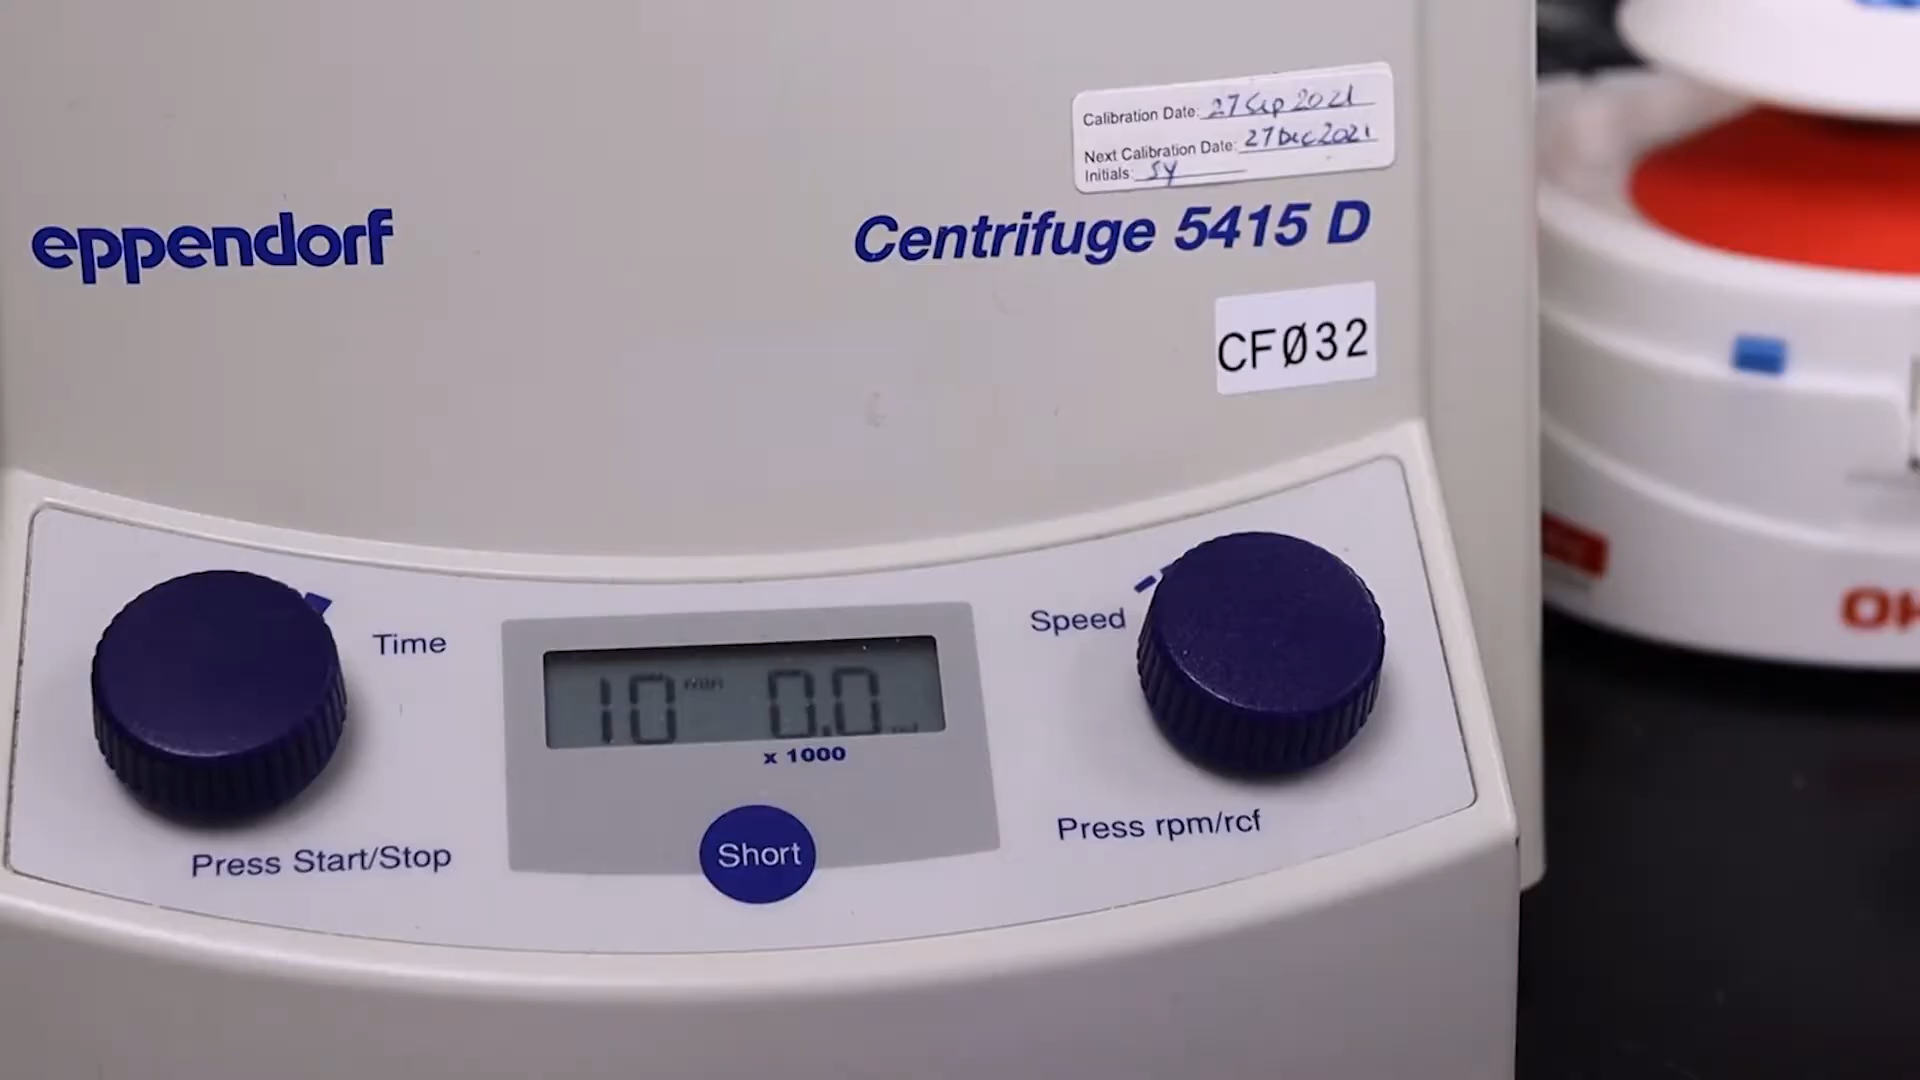 Calibration Date: 27 Sep 2021
Next Calibration Date: 27 Dec 2021
Initials: SY
eppendorf
Centrifuge 5415 D
CFØ32
Time
10 min 0.0
x 1000
Speed
Short
Press Start/Stop
Press rpm/rcf